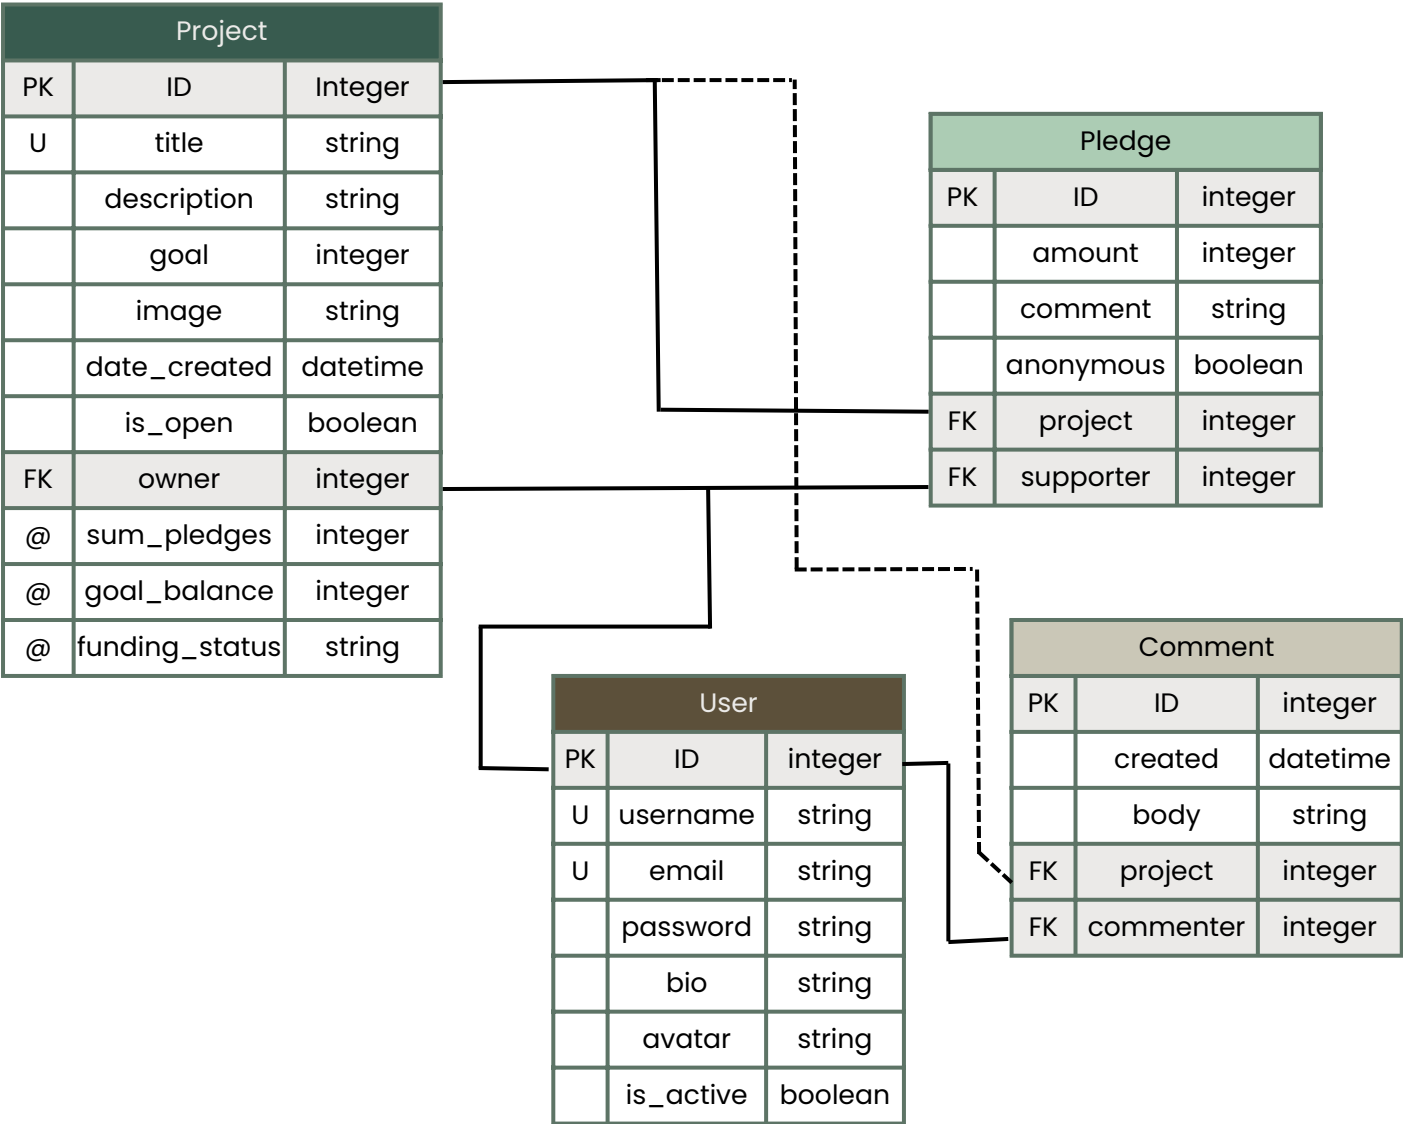 Project
PK ID Integer
U title string
description string
goal integer
image string
date_created datetime
is_open boolean
FK owner integer
@ sum_pledges integer
@ goal_balance integer
@ funding_status string
Pledge
PK ID integer
amount integer
comment string
anonymous boolean
FK project integer
FK supporter integer
User
PK ID integer
U username string
U email string
password string
bio string
avatar string
is_active boolean
Comment
PK ID integer
created datetime
body string
FK project integer
FK commenter integer